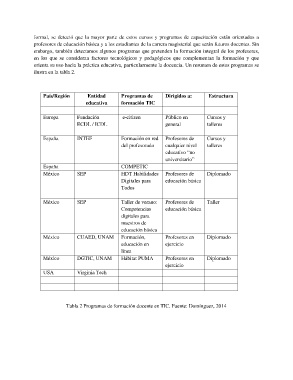 formal, se detectó que la mayor parte de estos cursos y programas de capacitación están orientados a
profesores de educación básica y a los estudiantes de la carrera magisterial que serán futuros docentes. Sin
embargo, también detectamos algunos programas que pretenden la formación integral de los profesores,
en los que se consideran factores tecnológicos y pedagógicos que complementan la formación y que
orientan su uso hacia la práctica educativa, particularmente la docencia. Un resumen de estos programas se
ilustra en la tabla 2.
País/Región Entidad educativa Programas de formación TIC Dirigidos a: Estructura
Europa Fundación ECDL / ICDL e-citizen Público en general Cursos y talleres
España INTEF Formación en red del profesorado Profesores de cualquier nivel educativo "no universitario" Cursos y talleres
España COMPETIC
México SEP HDT Habilidades Digitales para Todos Profesores de educación básica Diplomado
México SEP Taller de verano: Competencias digitales para maestros de educación básica Profesores de educación básica Taller
México CUAED, UNAM Formación, educación en línea Profesores en ejercicio Diplomado
México DGTIC, UNAM Hábitat PUMA Profesores en ejercicio Diplomado
USA Virginia Tech
Tabla 2 Programas de formación docente en TIC. Fuente: Domínguez, 2014